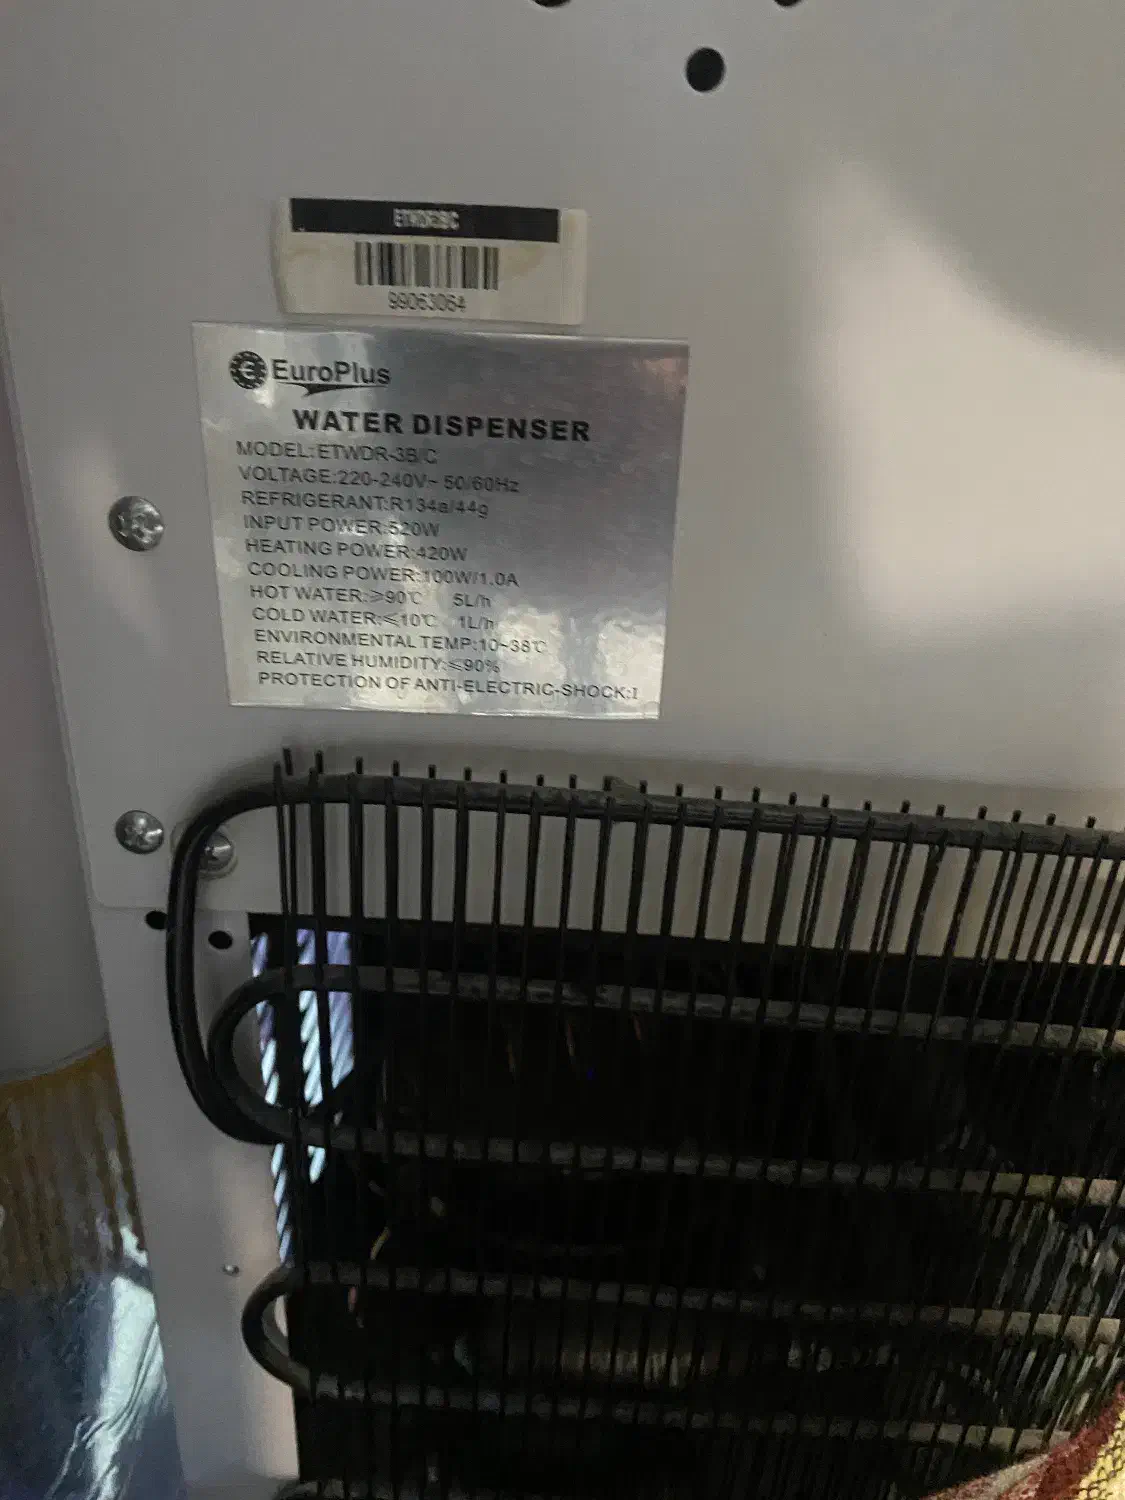 99063064
EuroPlus
WATER DISPENSER
MODEL:ETWDR-3B/C
VOLTAGE:220-240V~ 50/60Hz
REFRIGERANT:R134a/44g
INPUT POWER:520W
HEATING POWER:420W
COOLING POWER:100W/1.0A
HOT WATER:≥90℃ 5L/h
COLD WATER:≤10℃ 1L/h
ENVIRONMENTAL TEMP:10~38℃
RELATIVE HUMIDITY:≤90%
PROTECTION OF ANTI-ELECTRIC-SHOCK:I